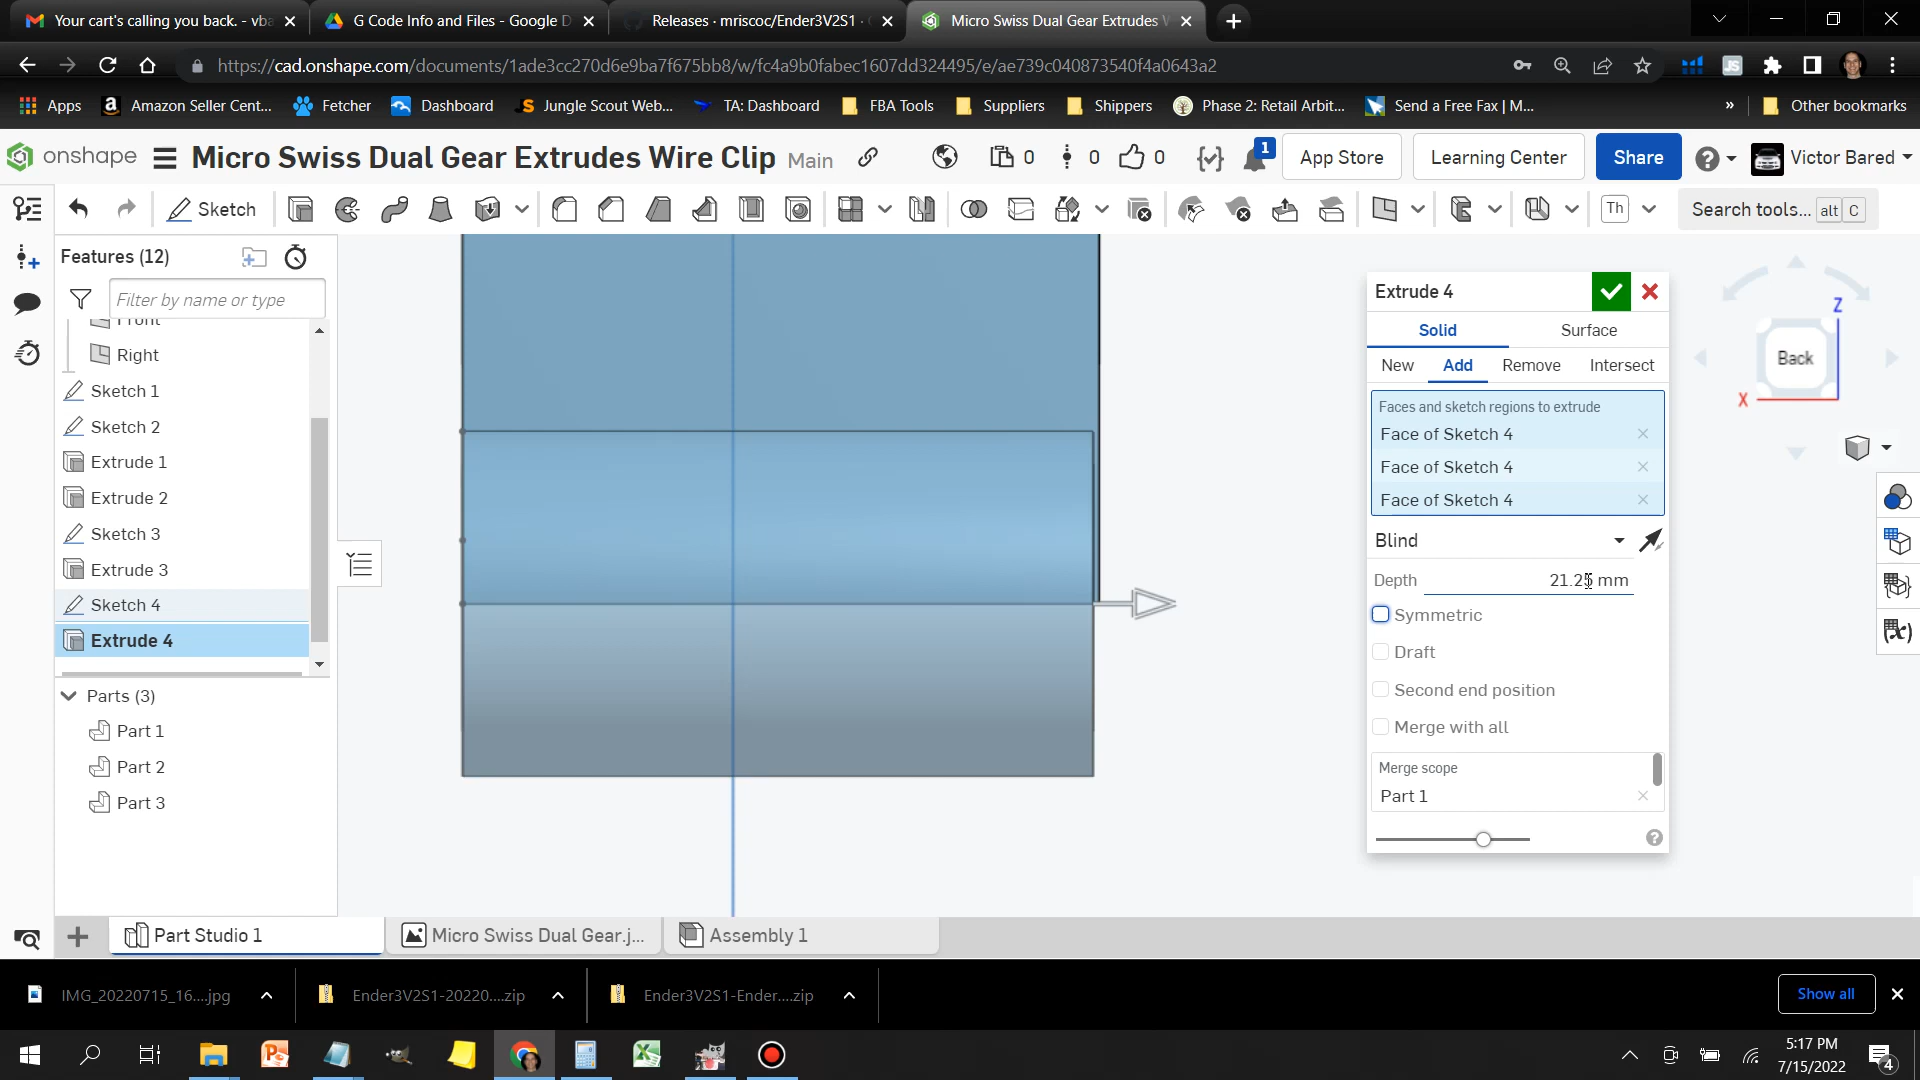 Your cart's calling you back. - vba
G Code Info and Files - Google D
Releases · mriscoc/Ender3V2S1 ·
Micro Swiss Dual Gear Extrudes W
https://cad.onshape.com/documents/1ade3cc270d6e9ba7f675bb8/w/fc4a9b0fabec1607dd324495/e/ae739c040873540f4a0643a2
Apps
Amazon Seller Cent...
Fetcher
Dashboard
Jungle Scout Web...
TA: Dashboard
FBA Tools
Suppliers
Shippers
Phase 2: Retail Arbit...
Send a Free Fax | M...
»
Other bookmarks
onshape
Micro Swiss Dual Gear Extrudes Wire Clip
Main
0
0
0
1
App Store
Learning Center
Share
Victor Bared
Sketch
Th
Search tools...
alt
C
Features (12)
Filter by name or type
Front
Right
Sketch 1
Sketch 2
Extrude 1
Extrude 2
Sketch 3
Extrude 3
Sketch 4
Extrude 4
Parts (3)
Part 1
Part 2
Part 3
Extrude 4
Solid
Surface
New
Add
Remove
Intersect
Faces and sketch regions to extrude
Face of Sketch 4
Face of Sketch 4
Face of Sketch 4
Blind
Depth
21.25 mm
Symmetric
Draft
Second end position
Merge with all
Merge scope
Part 1
Z
Back
X
Part Studio 1
Micro Swiss Dual Gear.j...
Assembly 1
IMG_20220715_16....jpg
Ender3V2S1-20220....zip
Ender3V2S1-Ender....zip
Show all
5:17 PM
7/15/2022
4